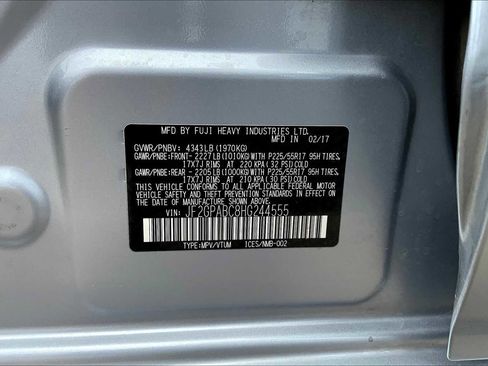 MFD BY FUJI HEAVY INDUSTRIES LTD.
GVWR/PNBV: 4343LB(1970KG) IN 02/17
GAWR/PNBE:FRONT- 2227LB(1010KG)WITH P225/55R17 95H TIRES,
17X7J RIMS AT 220 KPA( 32 PSI)COLD
GAWR/PNBE:REAR - 2205LB(1000KG)WITH P225/55R17 95H TIRES,
17X7J RIMS AT 210 KPA( 30 PSI)COLD
THIS VEHICLE CONFORMS TO ALL APPLICABLE FEDERAL MOTOR
VEHICLE SAFETY STANDARDS IN EFFECT ON THE
DATE OF MANUFACTURE SHOWN ABOVE.
VIN: JF2GPABC8HG244555
TYPE:MPV/VTUM ICES/NMB-002